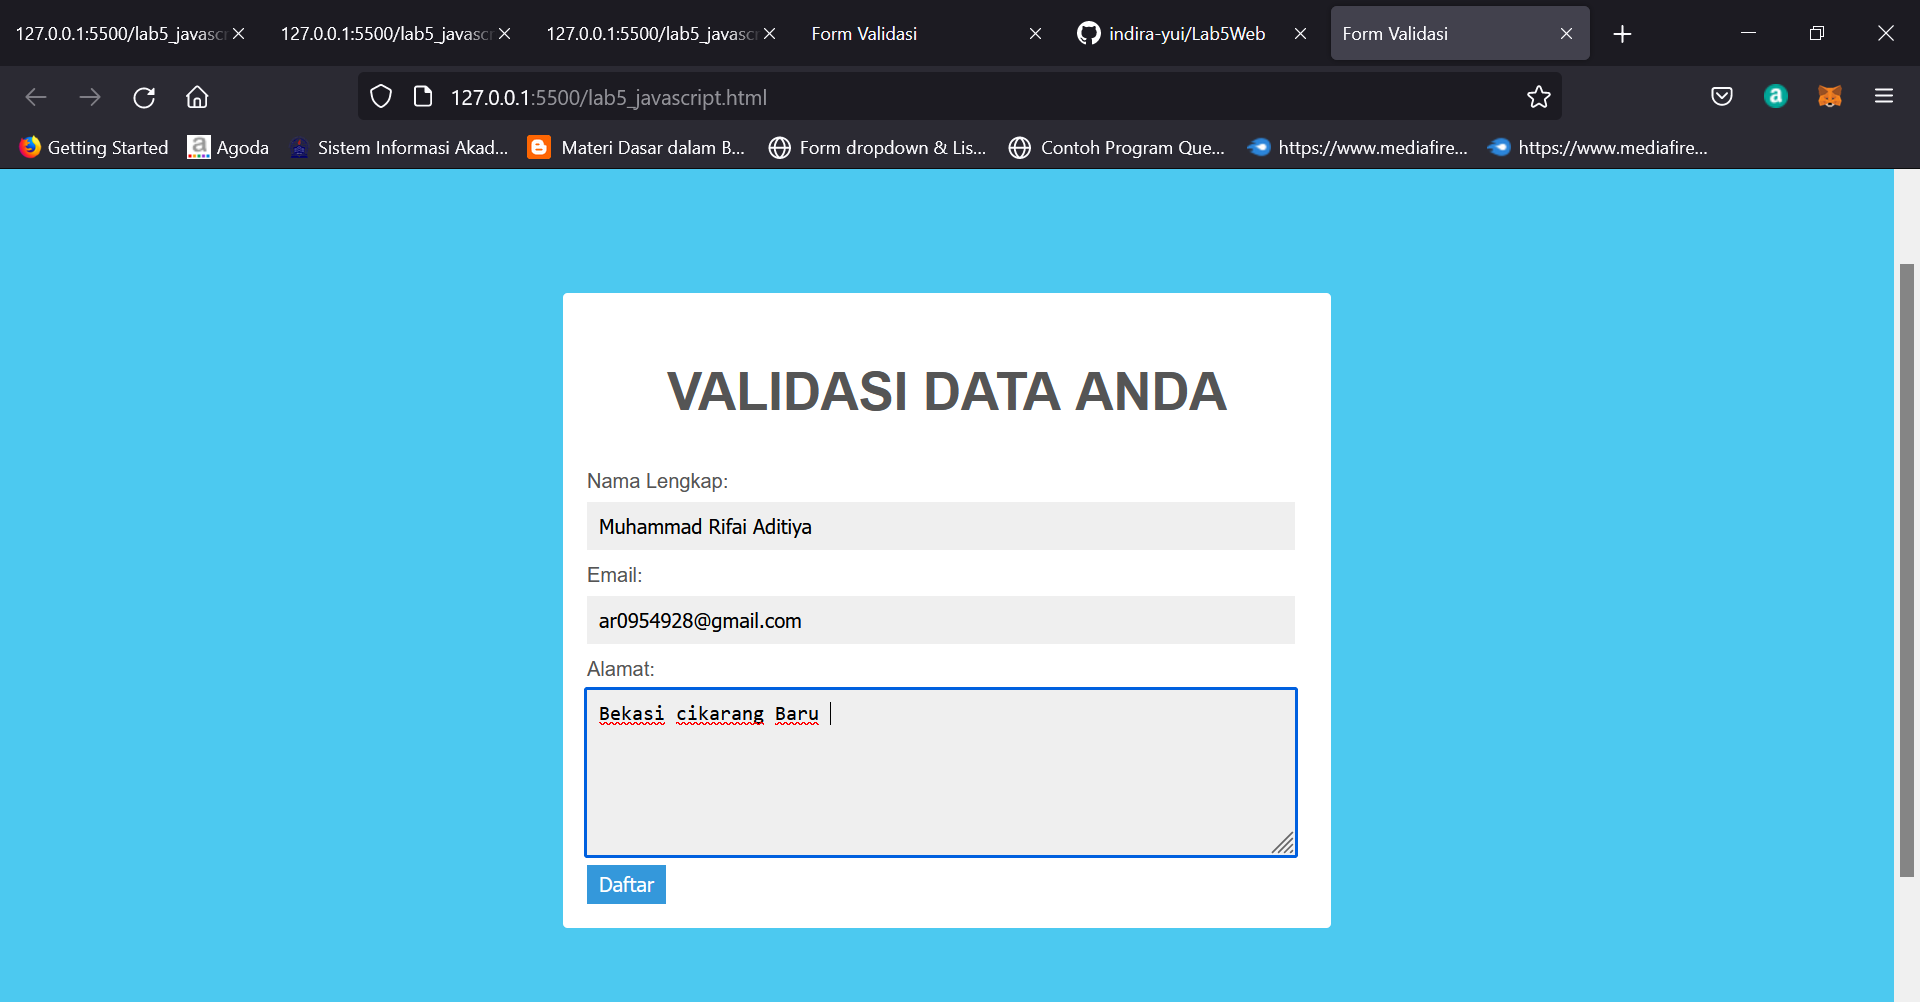 127.0.0.1:5500/lab5_javasc
127.0.0.1:5500/lab5_javasc
127.0.0.1:5500/lab5_javasc
Form Validasi
indira-yui/Lab5Web
Form Validasi
127.0.0.1:5500/lab5_javascript.html
Getting Started
Agoda
Sistem Informasi Akad...
Materi Dasar dalam B...
Form dropdown & Lis...
Contoh Program Que...
https://www.mediafire...
https://www.mediafire...
VALIDASI DATA ANDA
Nama Lengkap:
Muhammad Rifai Aditiya
Email:
ar0954928@gmail.com
Alamat:
Bekasi cikarang Baru
Daftar